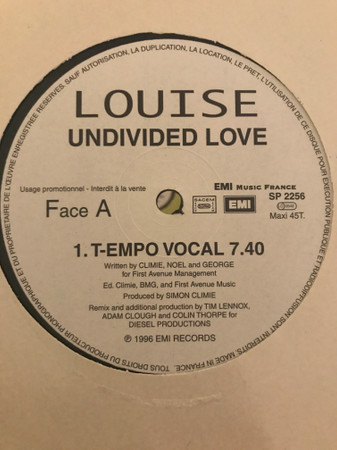 LOUISE
UNDIVIDED LOVE
Usage promotionnel - Interdit à la vente
Face A
SACEM
EMI
EMI MUSIC FRANCE
SP 2256
Maxi 45T.
1. T-EMPO VOCAL 7.40
Written by CLIMIE, NOEL and GEORGE
for First Avenue Management
Ed. Climie, BMG, and First Avenue Music
Produced by SIMON CLIMIE
Remix and additional production by TIM LENNOX,
ADAM CLOUGH and COLIN THORPE for
DIESEL PRODUCTIONS
℗ 1996 EMI RECORDS
TOUS DROITS DU PRODUCTEUR PHONOGRAPHIQUE ET DU PROPRIETAIRE DE L'ŒUVRE ENREGISTREE RESERVES. SAUF AUTORISATION, LA DUPLICATION, LA LOCATION, LE PRET, L'UTILISATION DE CE DISQUE POUR EXECUTION PUBLIQUE ET RADIODIFFUSION SONT INTERDITS. MADE IN FRANCE.